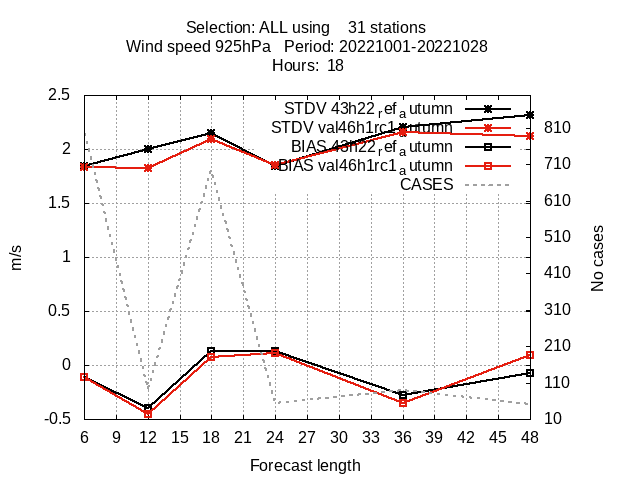 Selection: ALL using 31 stations
Wind speed 925hPa Period: 20221001-20221028
Hours: 18
STDV 43h22ref_autumn
STDV val46h1rc1_autumn
BIAS 43h22ref_autumn
BIAS val46h1rc1_autumn
CASES
2.5
2
1.5
1
0.5
0
-0.5
m/s
810
710
610
510
410
310
210
110
10
No cases
6 9 12 15 18 21 24 27 30 33 36 39 42 45 48
Forecast length